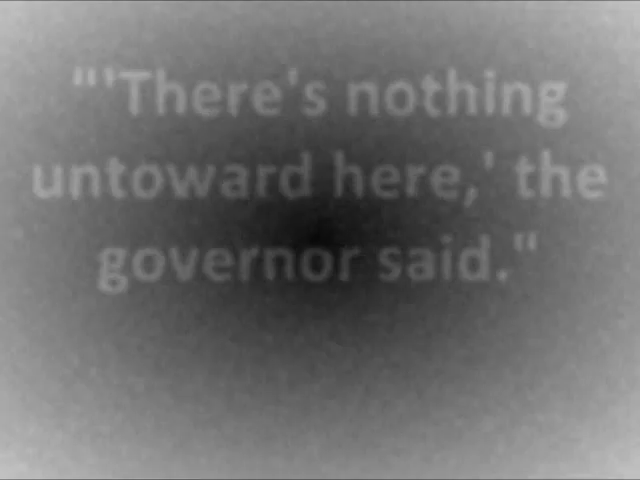 "'There's nothing
untoward here,' the
governor said."